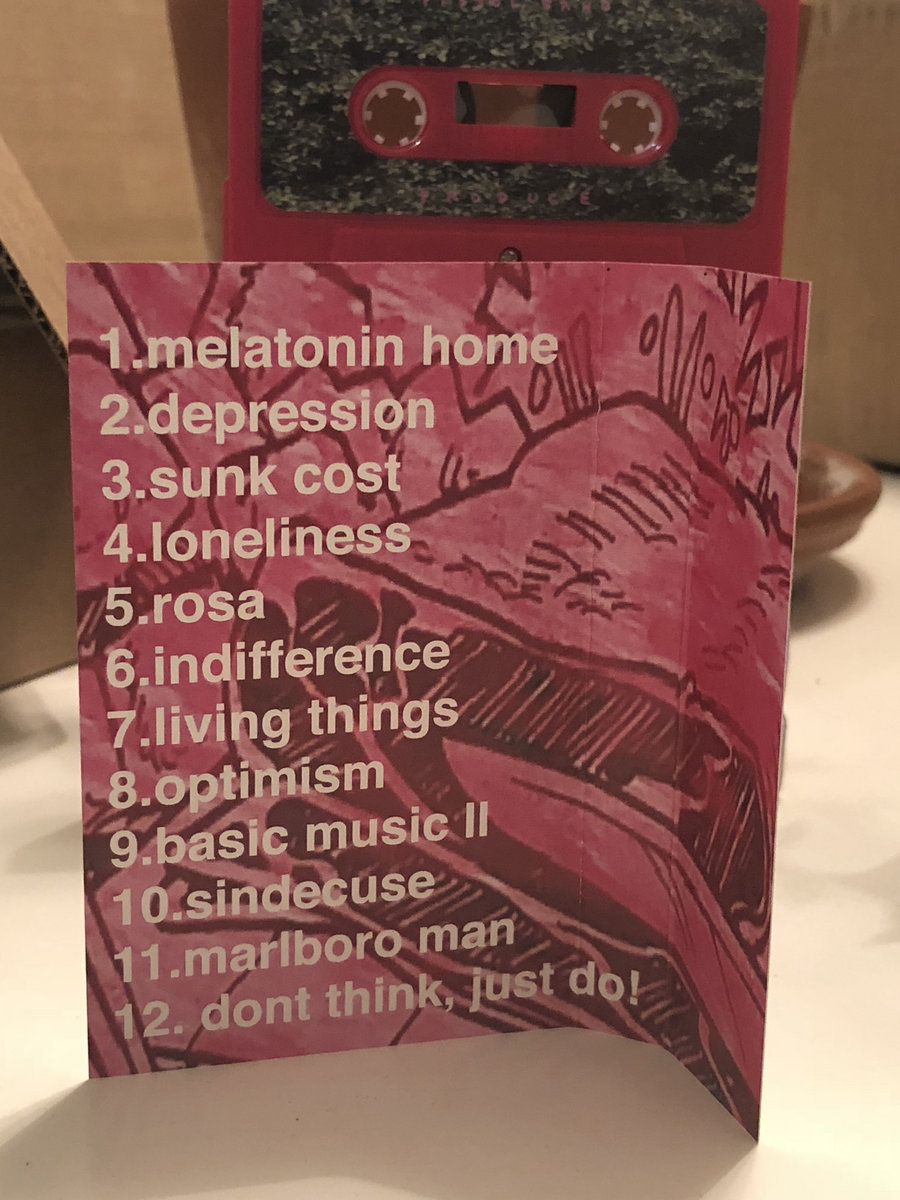 PRODUCE
1.melatonin home
2.depression
3.sunk cost
4.loneliness
5.rosa
6.indifference
7.living things
8.optimism
9.basic music II
10.sindecuse
11.marlboro man
12. dont think, just do!